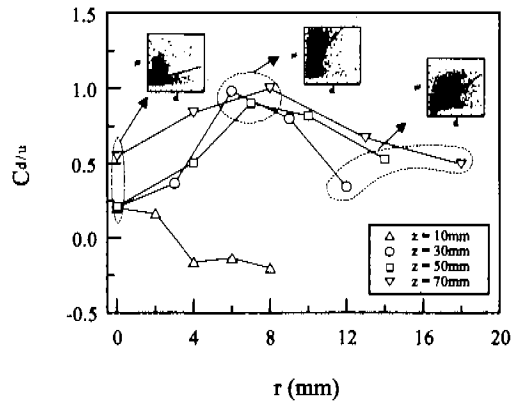 1.5
1.0
0.5
0.0
-0.5
C d/u
u
d
u
d
u
d
z = 10mm
z = 30mm
z = 50mm
z = 70mm
0 4 8 12 16 20
r (mm)